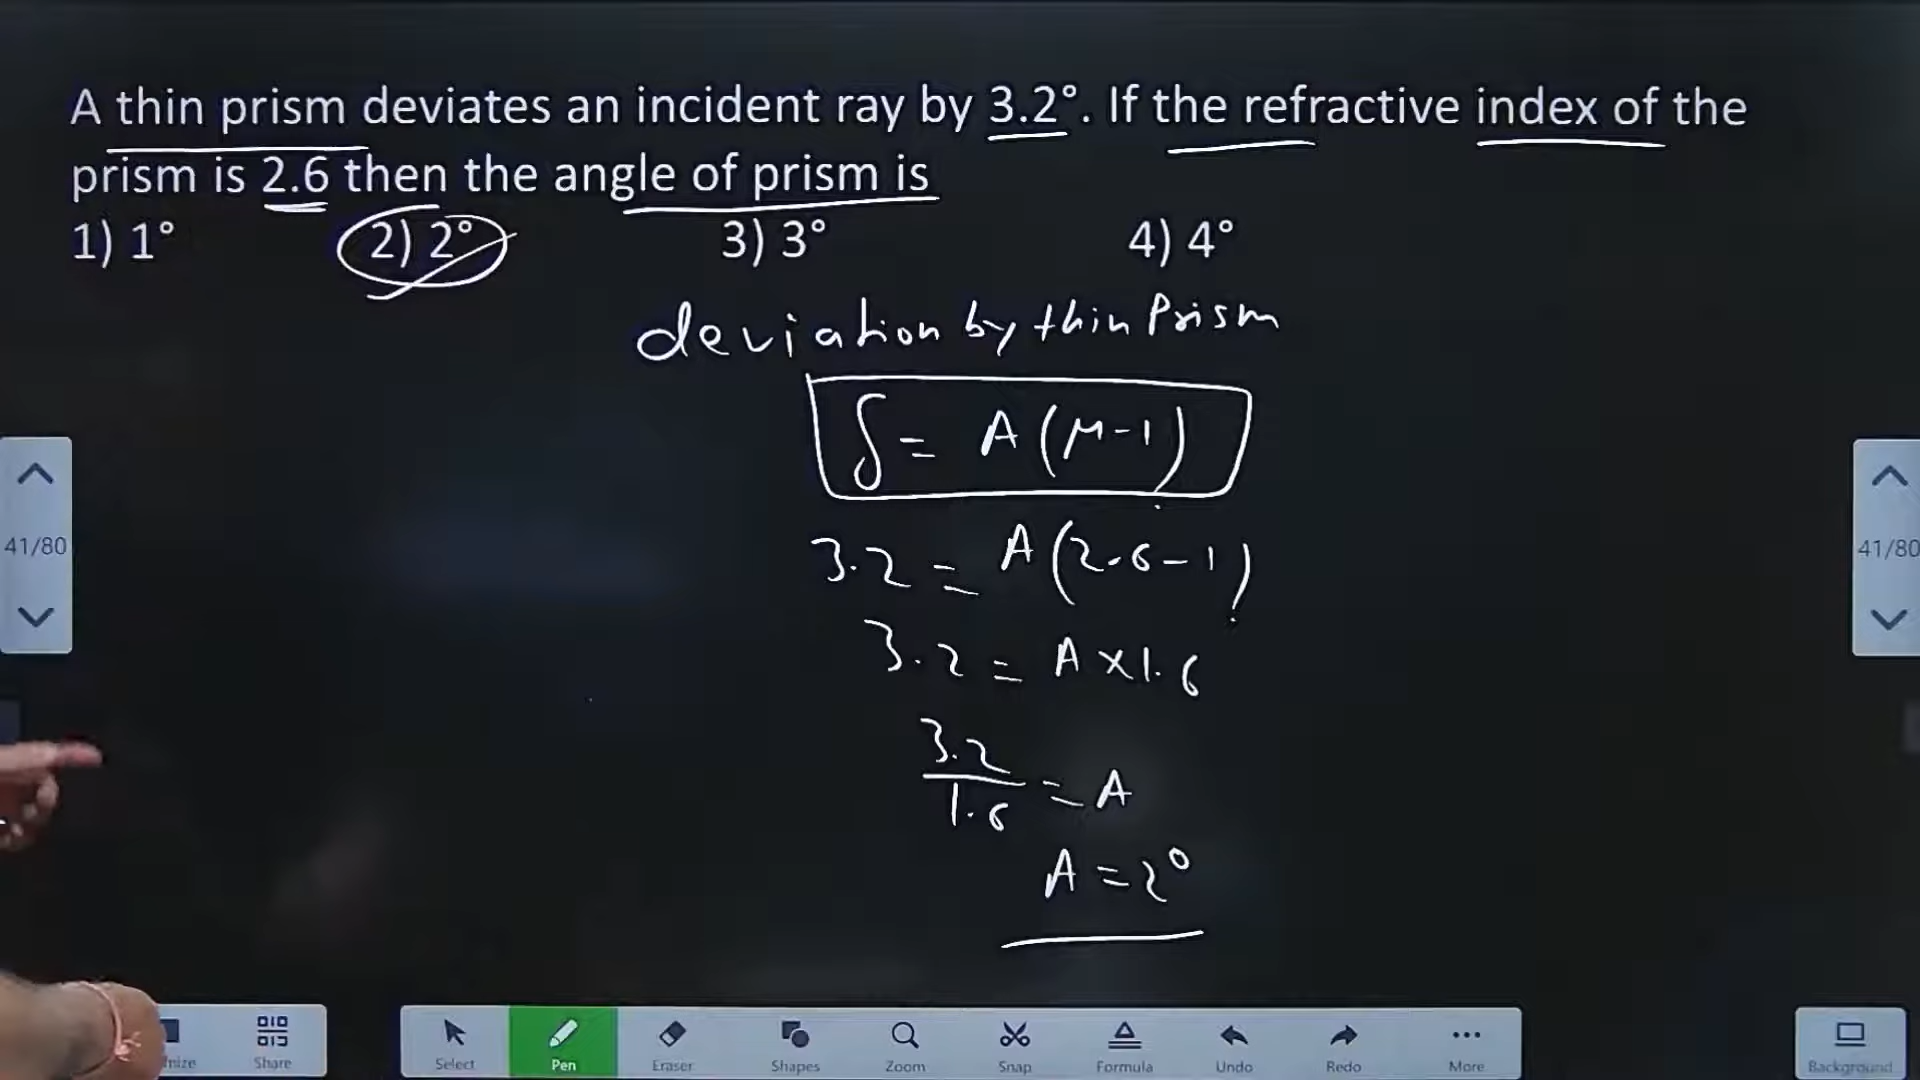 A thin prism deviates an incident ray by 3.2°. If the refractive index of the
prism is 2.6 then the angle of prism is
1) 1° 2) 2° 3) 3° 4) 4°
deviation by thin Prism
δ = A(μ-1)
3.2 = A(2.6-1)
3.2 = A×1.6
3.2/1.6 = A
A = 2°
41/80 41/80
Share Select Pen Eraser Shapes Zoom Snap Formula Undo Redo More Background